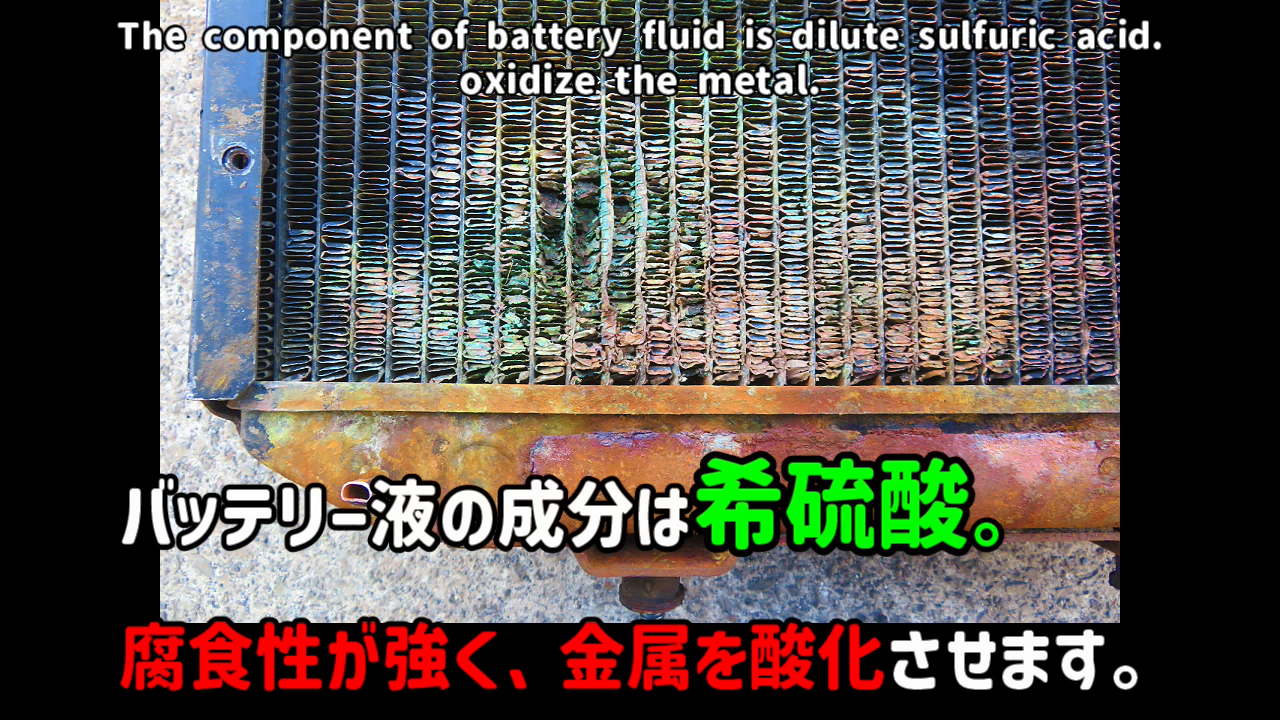 The component of battery fluid is dilute sulfuric acid.
oxidize the metal.
バッテリー液の成分は希硫酸。
腐食性が強く、金属を酸化させます。